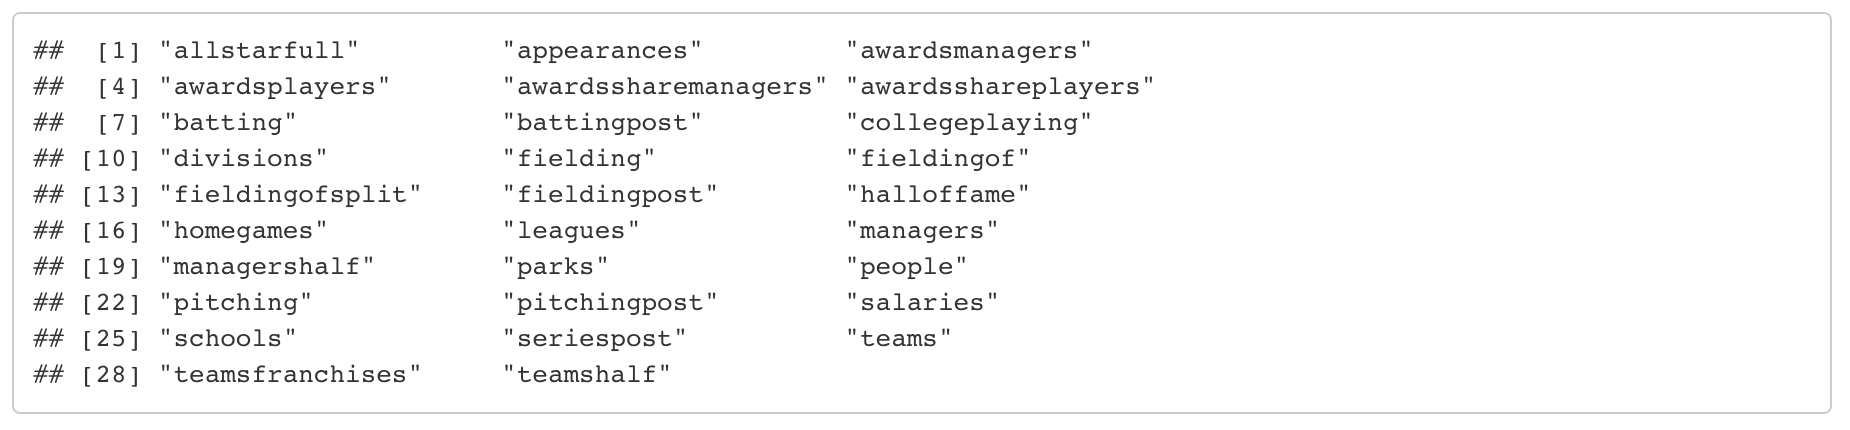 ##  [1] "allstarfull"         "appearances"         "awardsmanagers"
##  [4] "awardsplayers"       "awardssharemanagers" "awardsshareplayers"
##  [7] "batting"             "battingpost"         "collegeplaying"
## [10] "divisions"           "fielding"            "fieldingof"
## [13] "fieldingofsplit"     "fieldingpost"        "halloffame"
## [16] "homegames"           "leagues"             "managers"
## [19] "managershalf"        "parks"               "people"
## [22] "pitching"            "pitchingpost"        "salaries"
## [25] "schools"             "seriespost"          "teams"
## [28] "teamsfranchises"     "teamshalf"